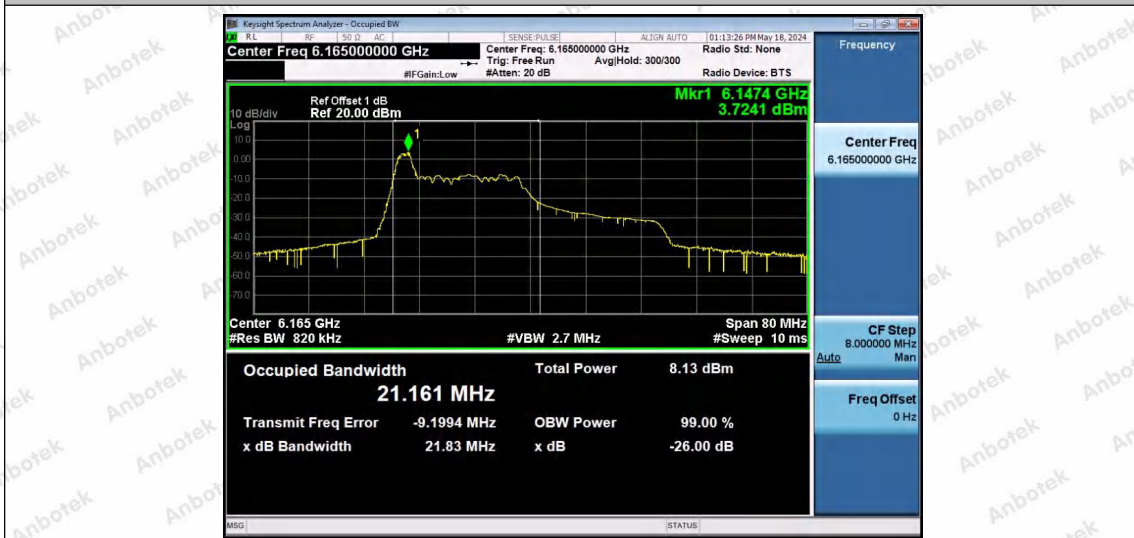 Keysight Spectrum Analyzer - Occupied BW
RL RF 50 Ω AC SENSE:PULSE ALIGN AUTO 01:13:26 PM May 18, 2024
Center Freq 6.165000000 GHz
Center Freq: 6.165000000 GHz Radio Std: None
Trig: Free Run Avg|Hold: 300/300
#IFGain:Low #Atten: 20 dB Radio Device: BTS
Mkr1 6.1474 GHz
3.7241 dBm
Ref Offset 1 dB
10 dB/div Ref 20.00 dBm
Log
10.0
0.00
-10.0
-20.0
-30.0
-40.0
-50.0
-60.0
-70.0
1
Center 6.165 GHz Span 80 MHz
#Res BW 820 kHz #VBW 2.7 MHz #Sweep 10 ms
Occupied Bandwidth Total Power 8.13 dBm
21.161 MHz
Transmit Freq Error -9.1994 MHz OBW Power 99.00 %
x dB Bandwidth 21.83 MHz x dB -26.00 dB
MSG STATUS
Frequency
Center Freq
6.165000000 GHz
CF Step
8.000000 MHz
Auto Man
Freq Offset
0 Hz
Anbotek